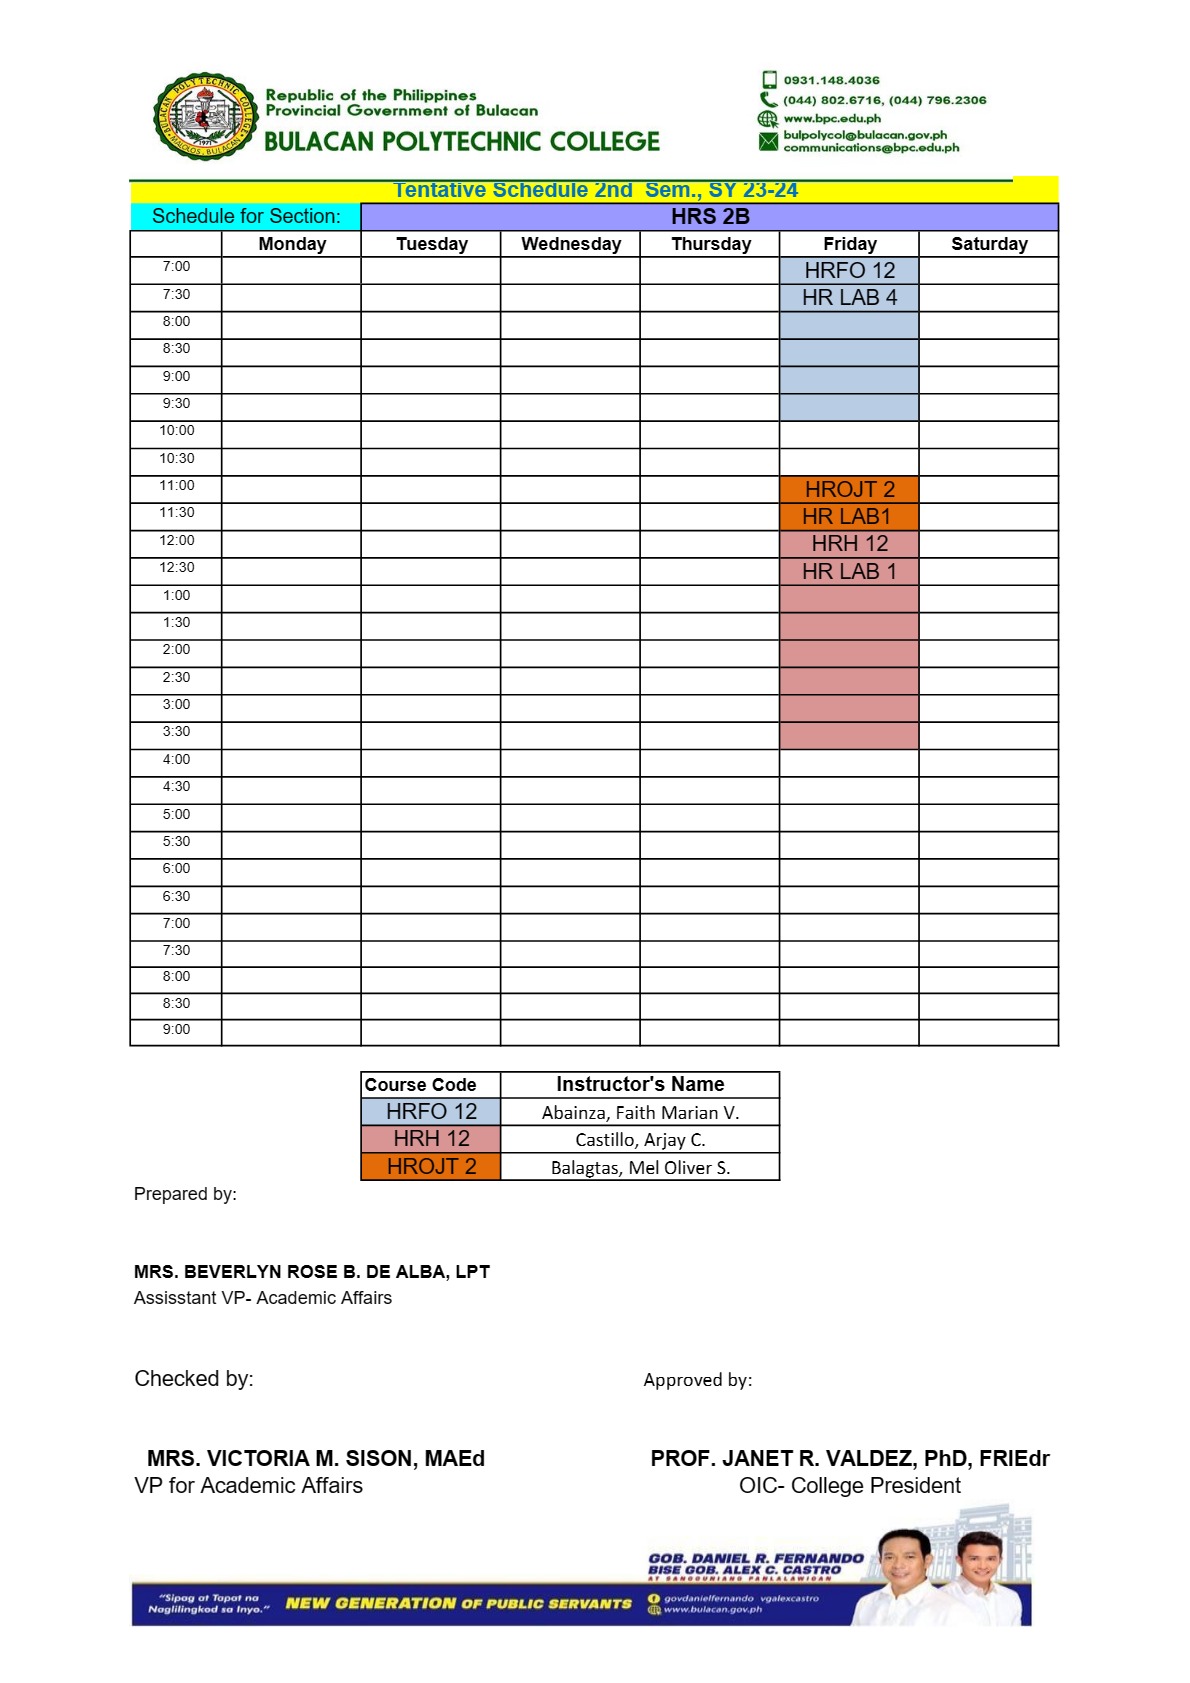 BULACAN POLYTECHNIC COLLEGE
MALOLOS, BULACAN
1971
Republic of the Philippines
Provincial Government of Bulacan
BULACAN POLYTECHNIC COLLEGE
0931.148.4036
(044) 802.6716, (044) 796.2306
www.bpc.edu.ph
bulpolycol@bulacan.gov.ph
communications@bpc.edu.ph
Tentative Schedule 2nd Sem., SY 23-24
Schedule for Section: HRS 2B
Monday Tuesday Wednesday Thursday Friday Saturday
7:00 HRFO 12
7:30 HR LAB 4
8:00
8:30
9:00
9:30
10:00
10:30
11:00 HROJT 2
11:30 HR LAB1
12:00 HRH 12
12:30 HR LAB 1
1:00
1:30
2:00
2:30
3:00
3:30
4:00
4:30
5:00
5:30
6:00
6:30
7:00
7:30
8:00
8:30
9:00
Course Code Instructor's Name
HRFO 12 Abainza, Faith Marian V.
HRH 12 Castillo, Arjay C.
HROJT 2 Balagtas, Mel Oliver S.
Prepared by:
MRS. BEVERLYN ROSE B. DE ALBA, LPT
Assisstant VP- Academic Affairs
Checked by: Approved by:
MRS. VICTORIA M. SISON, MAEd PROF. JANET R. VALDEZ, PhD, FRIEdr
VP for Academic Affairs OIC- College President
GOB. DANIEL R. FERNANDO
BISE GOB. ALEX C. CASTRO
AT SANGGUNIANG PANLALAWIGAN
"Sipag at Tapat na
Naglilingkod sa Inyo."
NEW GENERATION OF PUBLIC SERVANTS
govdanielfernando vgalexcastro
www.bulacan.gov.ph